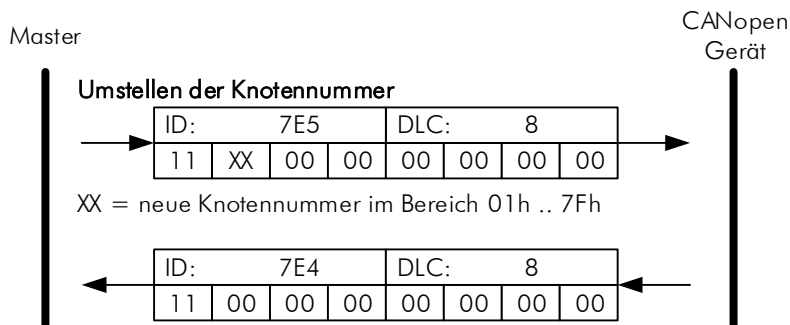 Master
CANopen
Gerät
Umstellen der Knotennummer
ID: 7E5 DLC: 8
11 XX 00 00 00 00 00 00
XX = neue Knotennummer im Bereich 01h .. 7Fh
ID: 7E4 DLC: 8
11 00 00 00 00 00 00 00